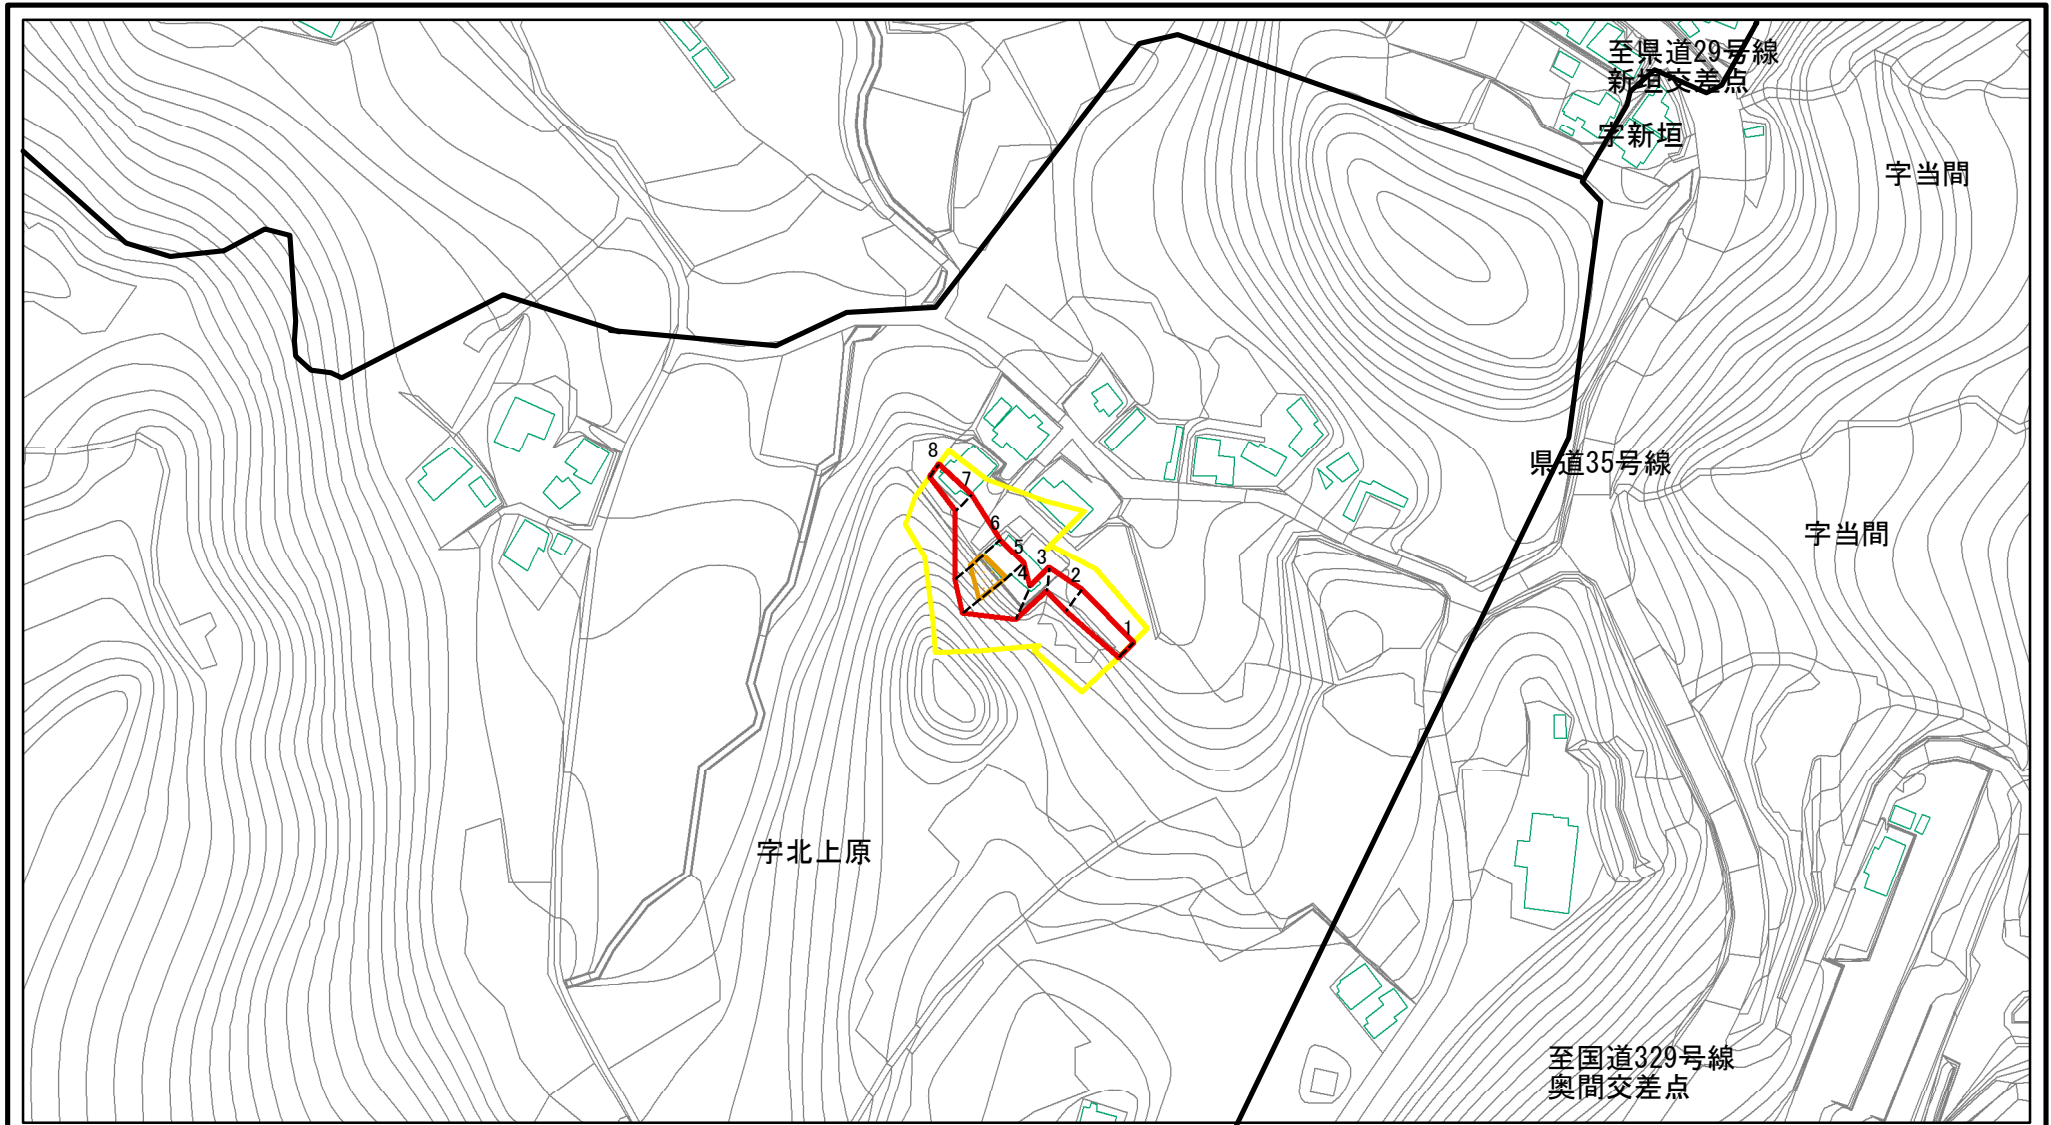 至県道29号線
新垣交差点
字新垣
字当間
県道35号線
字当間
8
7
6
5
4
3
2
1
字北上原
至国道329号線
奥間交差点